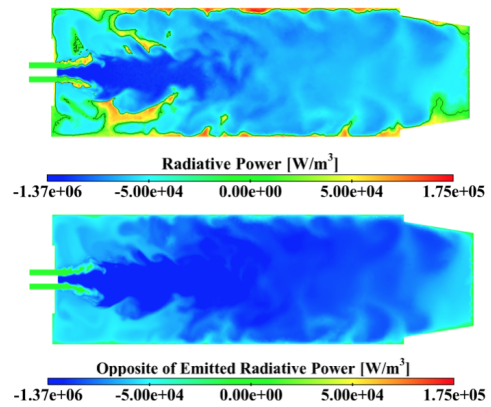 Radiative Power [W/m³]
-1.37e+06 -5.00e+04 0.00e+00 5.00e+04 1.75e+05
Opposite of Emitted Radiative Power [W/m³]
-1.37e+06 -5.00e+04 0.00e+00 5.00e+04 1.75e+05